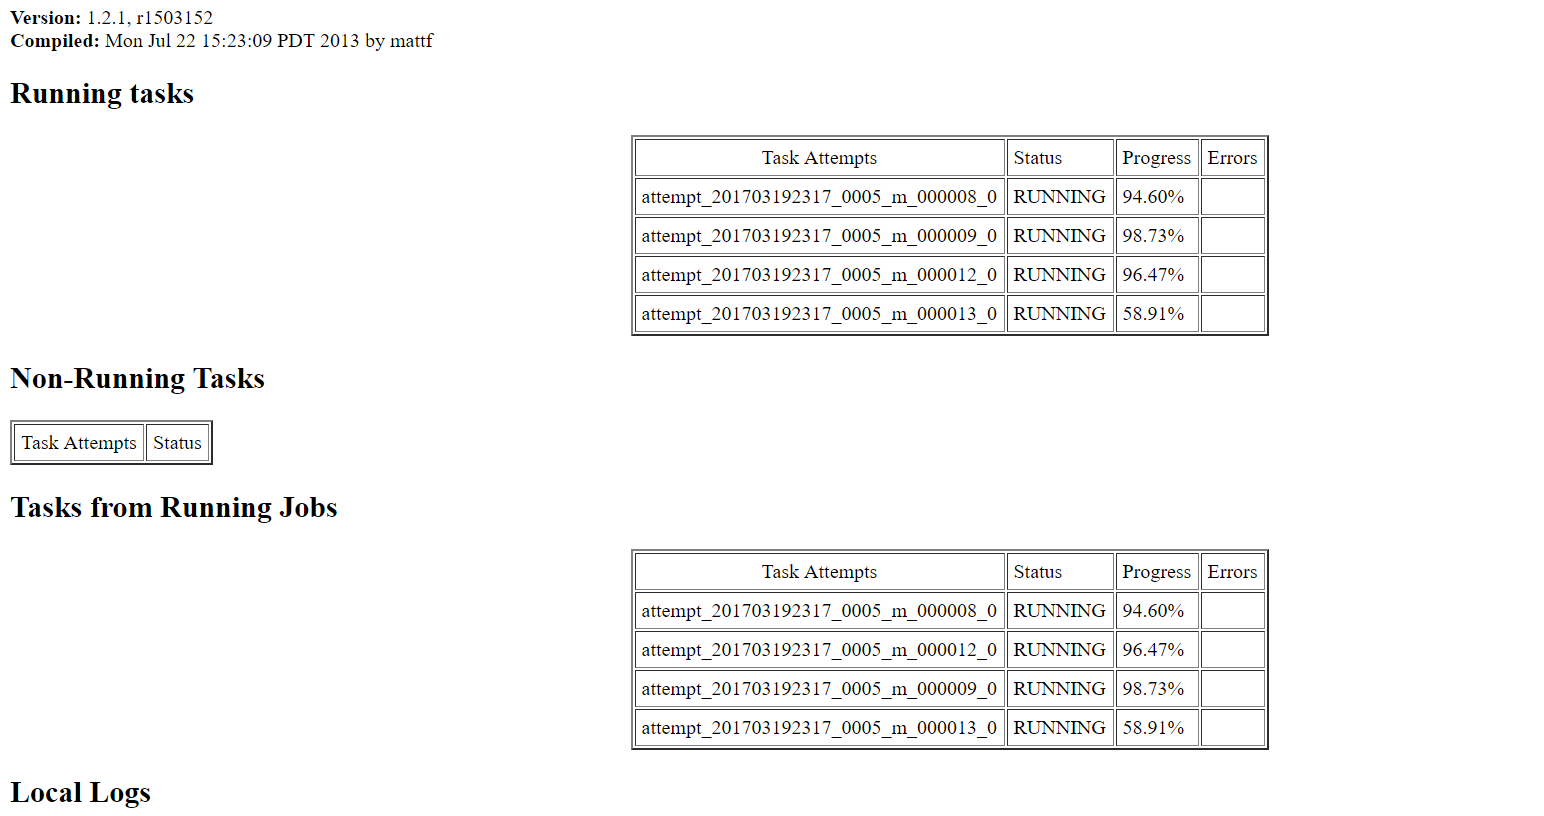 Version: 1.2.1, r1503152
Compiled: Mon Jul 22 15:23:09 PDT 2013 by mattf
Running tasks
Task Attempts Status Progress Errors
attempt_201703192317_0005_m_000008_0 RUNNING 94.60%
attempt_201703192317_0005_m_000009_0 RUNNING 98.73%
attempt_201703192317_0005_m_000012_0 RUNNING 96.47%
attempt_201703192317_0005_m_000013_0 RUNNING 58.91%
Non-Running Tasks
Task Attempts Status
Tasks from Running Jobs
Task Attempts Status Progress Errors
attempt_201703192317_0005_m_000008_0 RUNNING 94.60%
attempt_201703192317_0005_m_000012_0 RUNNING 96.47%
attempt_201703192317_0005_m_000009_0 RUNNING 98.73%
attempt_201703192317_0005_m_000013_0 RUNNING 58.91%
Local Logs